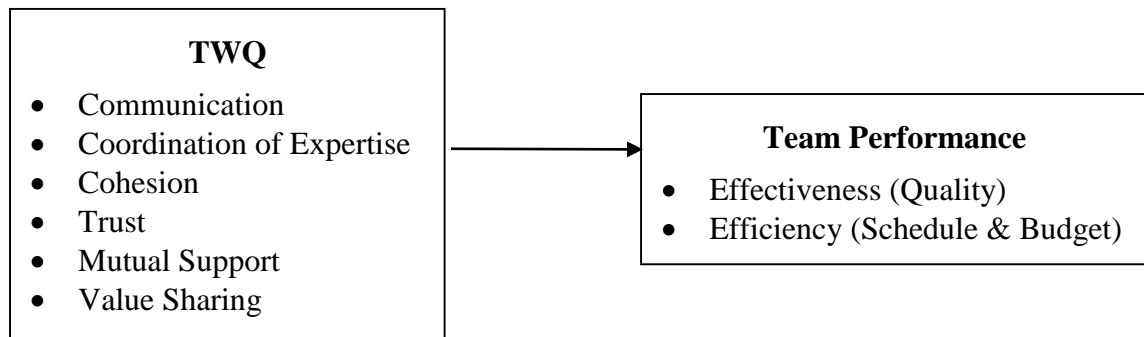 TWQ
• Communication
• Coordination of Expertise
• Cohesion
• Trust
• Mutual Support
• Value Sharing
Team Performance
• Effectiveness (Quality)
• Efficiency (Schedule & Budget)